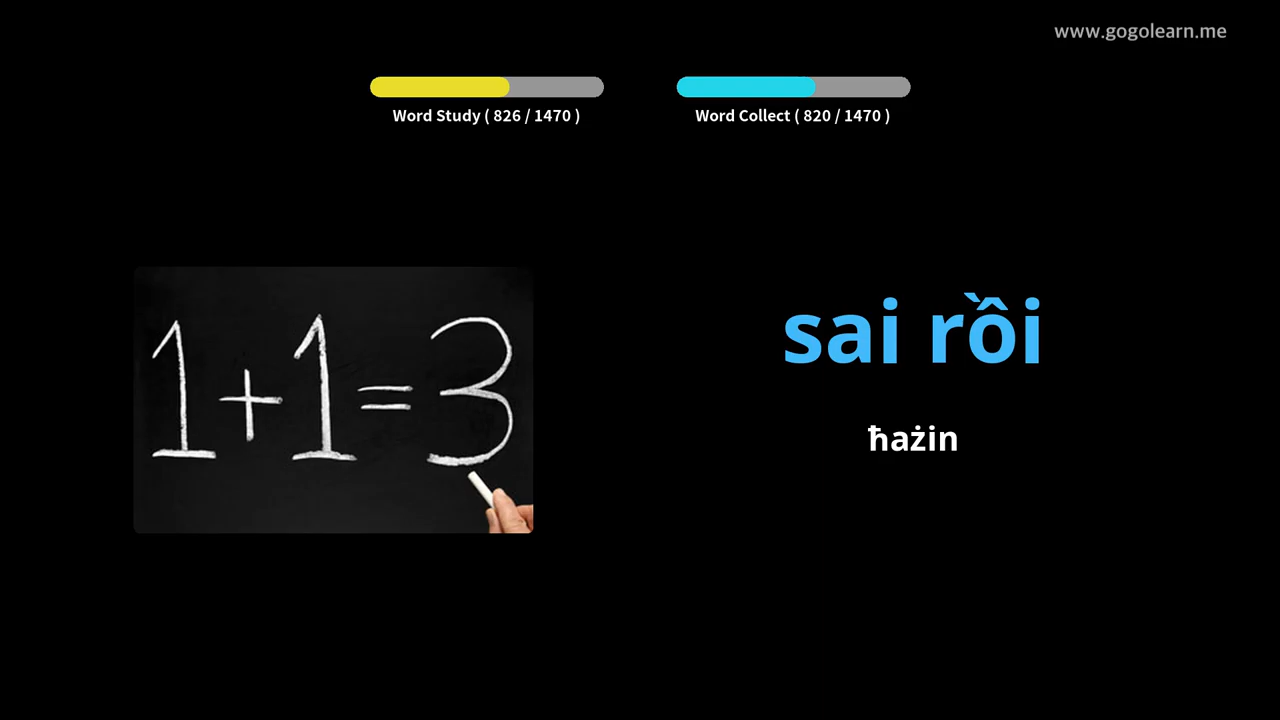 www.gogolearn.me
Word Study ( 826 / 1470 )
Word Collect ( 820 / 1470 )
1+1=3
sai rồi
ħażin